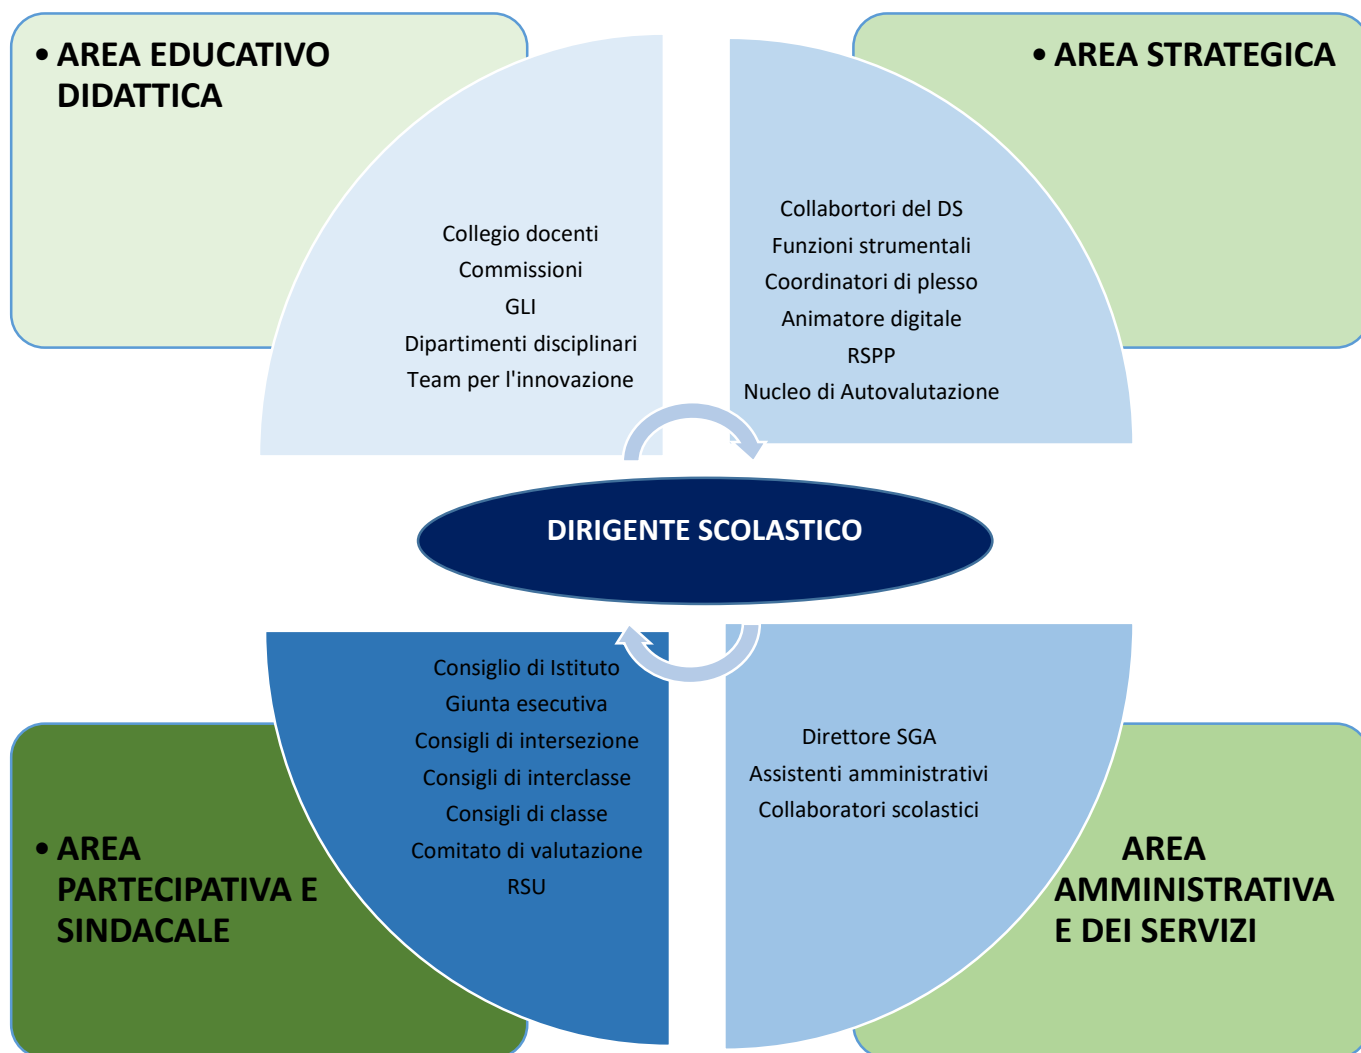 • AREA EDUCATIVO
DIDATTICA
• AREA STRATEGICA
Collegio docenti
Commissioni
GLI
Dipartimenti disciplinari
Team per l'innovazione
Collabortori del DS
Funzioni strumentali
Coordinatori di plesso
Animatore digitale
RSPP
Nucleo di Autovalutazione
DIRIGENTE SCOLASTICO
Consiglio di Istituto
Giunta esecutiva
Consigli di intersezione
Consigli di interclasse
Consigli di classe
Comitato di valutazione
RSU
Direttore SGA
Assistenti amministrativi
Collaboratori scolastici
• AREA
PARTECIPATIVA E
SINDACALE
AREA
AMMINISTRATIVA
E DEI SERVIZI